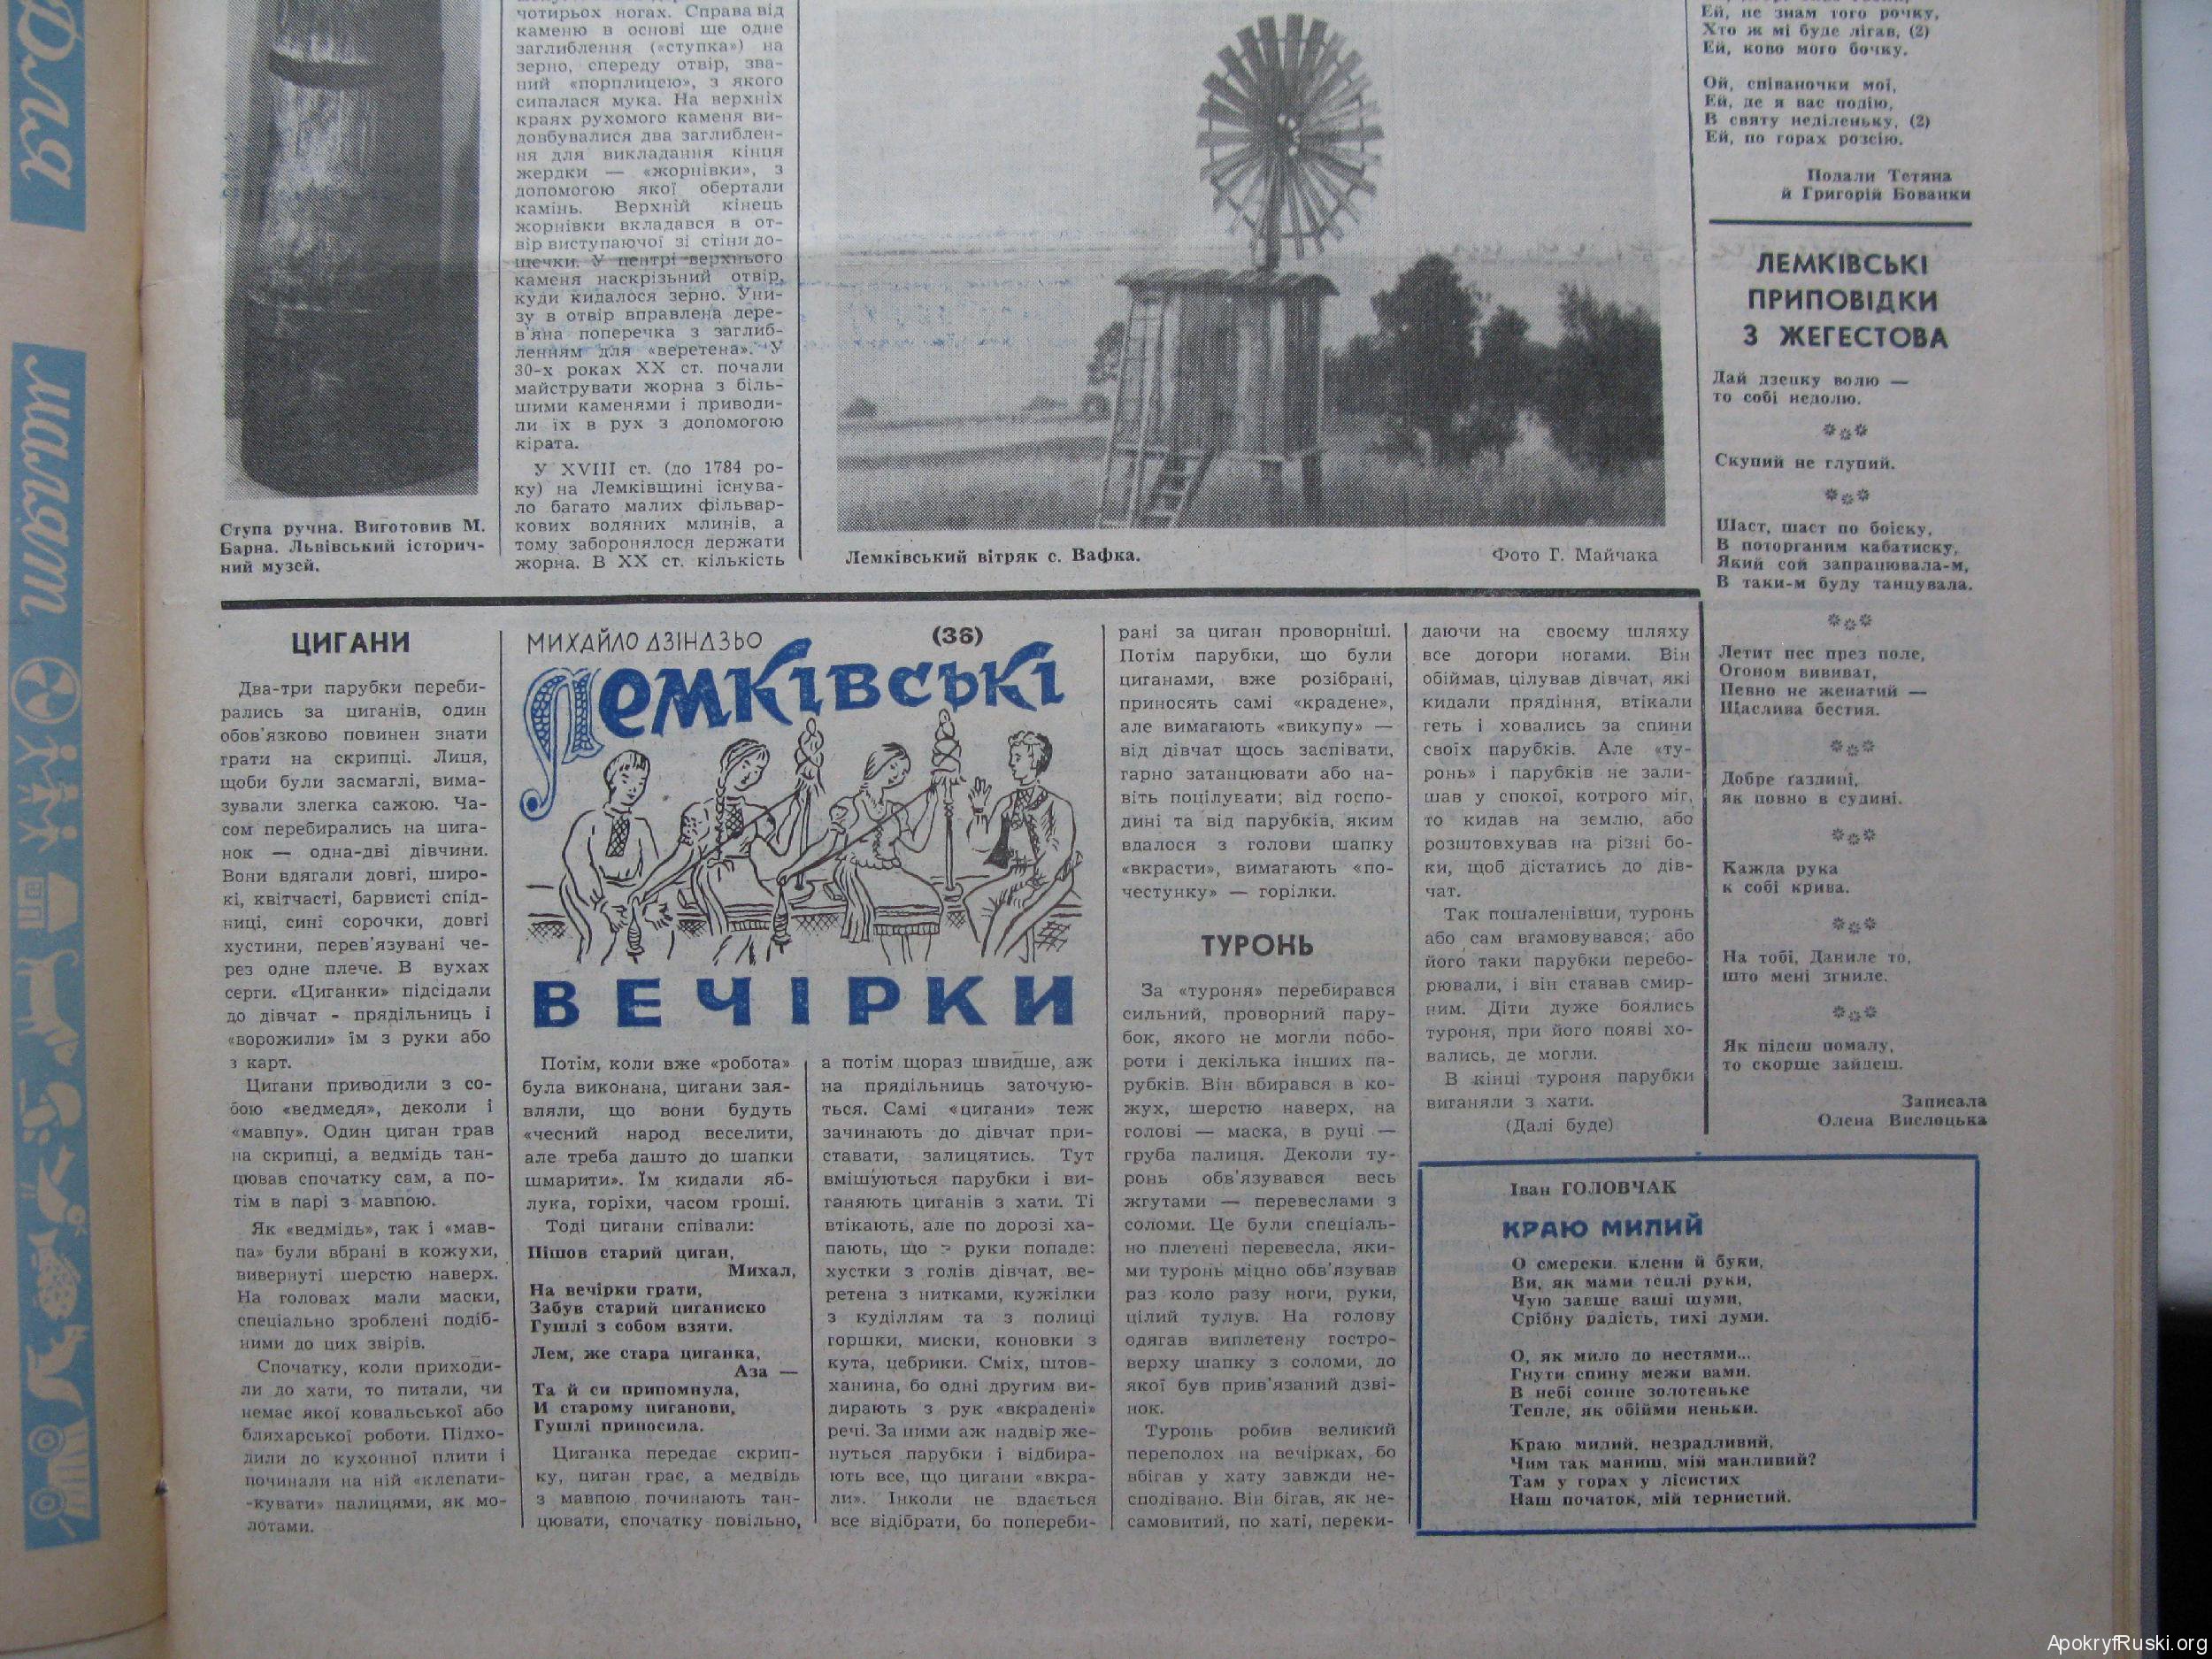 Для
малят
чотирьох ногах. Справа від
каменю в основі ще одне
заглиблення («ступка») на
зерно, спереду отвір, зва-
ний «порплицею», з якого
сипалася мука. На верхніх
краях рухомого каменя ви-
довбувалися два заглиблен-
ня для викладання кінця
жердки — «жорнівки», з
допомогою якої обертали
камінь. Верхній кінець
жорнівки вкладався в от-
вір виступаючої зі стіни до-
щечки. У центрі верхнього
каменя наскрізьний отвір,
куди кидалося зерно. Уни-
зу в отвір вправлена дере-
в'яна поперечка з заглиб-
ленням для «веретена». У
30-х роках XX ст. почали
майструвати жорна з біль-
шими каменями і приводи-
ли їх в рух з допомогою
кірата.
У XVIII ст. (до 1784 ро-
ку) на Лемківщині існува-
ло багато малих фільвар-
кових водяних млинів, а
тому заборонялося держати
жорна. В XX ст. кількість
Ступа ручна. Виготовив М.
Барна. Львівський історич-
ний музей.
Лемківський вітряк с. Вафка.
Фото Г. Майчака
Ей, не знам того рочку,
Хто ж мі буде лігав, (2)
Ей, ково мого бочку.
Ой, співаночки мої,
Ей, де я вас подію,
В святу неділеньку, (2)
Ей, по горах розсію.
Подали Тетяна
й Григорій Бованки
ЛЕМКІВСЬКІ
ПРИПОВІДКИ
З ЖЕГЕСТОВА
Дай дзецку волю —
то собі недолю.
Скупий не глупий.
Шаст, шаст по боіску,
В поторганим кабатиску,
Який сой запрацювала-м,
В таки-м буду танцувала.
Летит пес през поле,
Огоном вививат,
Певно не женатий —
Щаслива бестия.
Добре газдині,
як повно в судині.
Кажда рука
к собі крива.
На тобі, Даниле то,
што мені згниле.
Як підеш помалу,
то скорше зайдеш.
Записала
Олена Вислоцька
ЦИГАНИ
Два-три парубки переби-
рались за циганів, один
обов'язково повинен знати
грати на скрипці. Лиця,
щоби були засмаглі, вима-
зували злегка сажою. Ча-
сом перебирались на цига-
нок — одна-дві дівчини.
Вони вдягали довгі, широ-
кі, квітчасті, барвисті спід-
ниці, сині сорочки, довгі
хустини, перев'язувані че-
рез одне плече. В вухах
серги. «Циганки» підсідали
до дівчат - прядільниць і
«ворожили» їм з руки або
з карт.
Цигани приводили з со-
бою «ведмедя», деколи і
«мавпу». Один циган грав
на скрипці, а ведмідь тан-
цював спочатку сам, а по-
тім в парі з мавпою.
Як «ведмідь», так і «мав-
па» були вбрані в кожухи,
вивернуті шерстю наверх.
На головах мали маски,
спеціально зроблені подіб-
ними до цих звірів.
Спочатку, коли приходи-
ли до хати, то питали, чи
немає якої ковальської або
бляхарської роботи. Підхо-
дили до кухонної плити і
починали на ній «клепати-
-кувати» палицями, як мо-
лотами.
МИХАЙЛО ДЗІНДЗЬО
(36)
Лемківські
ВЕЧІРКИ
Потім, коли вже «робота»
була виконана, цигани зая-
вляли, що вони будуть
«чесний народ веселити,
але треба дашто до шапки
шмарити». Їм кидали яб-
лука, горіхи, часом гроші.
Тоді цигани співали:
Пішов старий циган,
Михал,
На вечірки грати,
Забув старий циганиско
Гушлі з собом взяти.
Лем, же стара циганка,
Аза —
Та й си припомнула,
И старому циганови,
Гушлі приносила.
Циганка передає скрип-
ку, циган грає, а медвідь
з мавпою починають тан-
цювати, спочатку повільно,
а потім щораз швидше, аж
на прядільниць заточую-
ться. Самі «цигани» теж
зачинають до дівчат при-
ставати, залицятись. Тут
вмішуються парубки і ви-
ганяють циганів з хати. Ті
втікають, але по дорозі ха-
пають, що з руки попаде:
хустки з голів дівчат, ве-
ретена з нитками, кужілки
з куділлям та з полиці
горшки, миски, коновки з
кута, цебрики. Сміх, штов-
ханина, бо одні другим ви-
дирають з рук «вкрадені»
речі. За ними аж надвір же-
нуться парубки і відбира-
ють все, що цигани «вкра-
ли». Інколи не вдається
все відібрати, бо перебери-
рані за циган проворніші.
Потім парубки, що були
циганами, вже розібрані,
приносять самі «крадене»,
але вимагають «викупу» —
від дівчат щось заспівати,
гарно затанцювати або на-
віть поцілувати; від госпо-
дині та від парубків, яким
вдалося з голови шапку
«вкрасти», вимагають «по-
честунку» — горілки.
ТУРОНЬ
За «туроня» перебирався
сильний, проворний пару-
бок, якого не могли побо-
роти і декілька інших па-
рубків. Він вбирався в ко-
жух, шерстю наверх, на
голові — маска, в руці —
груба палиця. Деколи ту-
ронь обв'язувався весь
жгутами — перевеслами з
соломи. Це були спеціаль-
но плетені перевесла, яки-
ми туронь міцно обв'язував
раз коло разу ноги, руки,
цілий тулув. На голову
одягав виплетену гостро-
верху шапку з соломи, до
якої був прив'язаний дзві-
нок.
Туронь робив великий
переполох на вечірках, бо
вбігав у хату завжди не-
сподівано. Він бігав, як не-
самовитий, по хаті, переки-
даючи на своєму шляху
все догори ногами. Він
обіймав, цілував дівчат, які
кидали прядіння, втікали
геть і ховались за спини
своїх парубків. Але «ту-
ронь» і парубків не зали-
шав у спокої, котрого міг,
то кидав на землю, або
розштовхував на різні бо-
ки, щоб дістатись до дів-
чат.
Так пошаленівши, туронь
або сам вгамовувався; або
його таки парубки перебо-
рювали, і він ставав смир-
ним. Діти дуже боялись
туроня, при його появі хо-
вались, де могли.
В кінці туроня парубки
виганяли з хати.
(Далі буде)
Іван ГОЛОВЧАК
КРАЮ МИЛИЙ
О смереки, клени й буки,
Ви, як мами теплі руки,
Чую завше ваші шуми,
Срібну радість, тихі думи.
О, як мило до нестями...
Гнути спину межи вами.
В небі сонце золотеньке
Тепле, як обійми неньки.
Краю милий, незрадливий,
Чим так маниш, мій манливий?
Там у горах у лісистих
Наш початок, мій тернистий.
ApokryfRuski.org